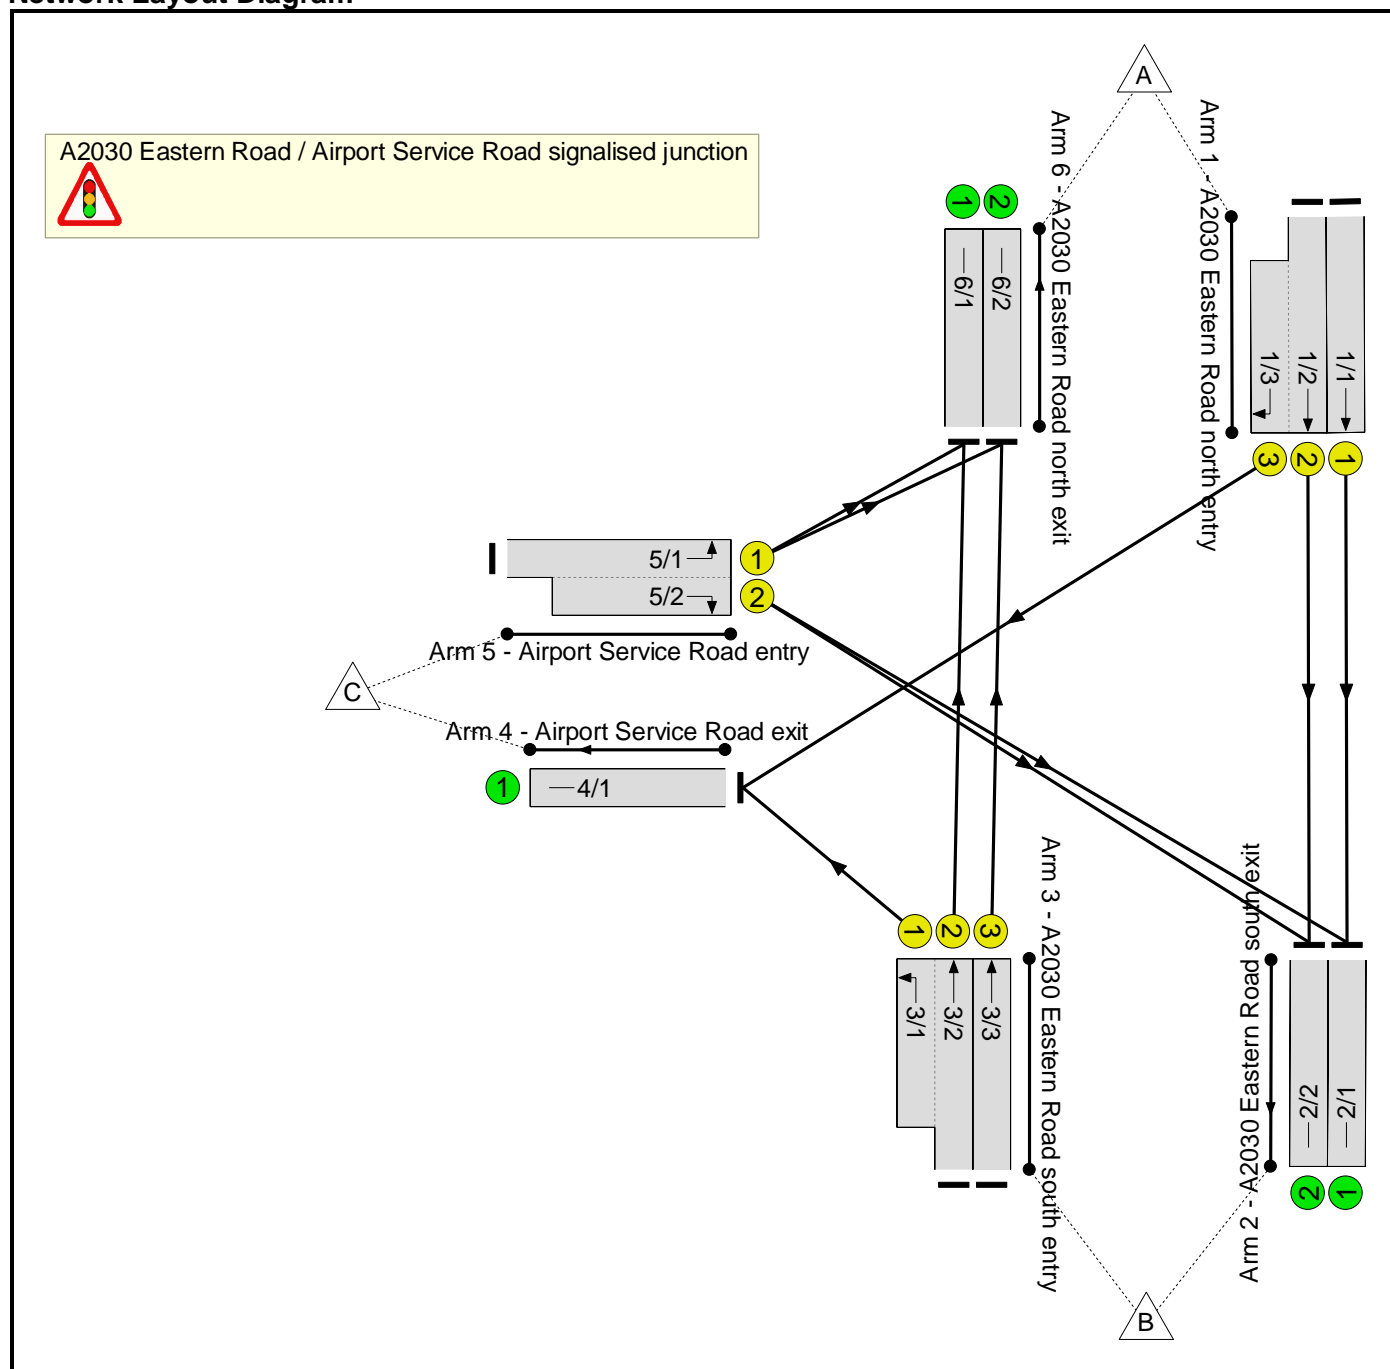 Network Layout Diagram
A2030 Eastern Road / Airport Service Road signalised junction
A
Arm 6 - A2030 Eastern Road north exit
Arm 1 - A2030 Eastern Road north entry
1
2
6/1
6/2
1/3
1/2
1/1
3
2
1
5/1
5/2
1
2
Arm 5 - Airport Service Road entry
C
Arm 4 - Airport Service Road exit
1
4/1
Arm 3 - A2030 Eastern Road south entry
Arm 2 - A2030 Eastern Road south exit
1
2
3
3/1
3/2
3/3
2/2
2/1
2
1
B